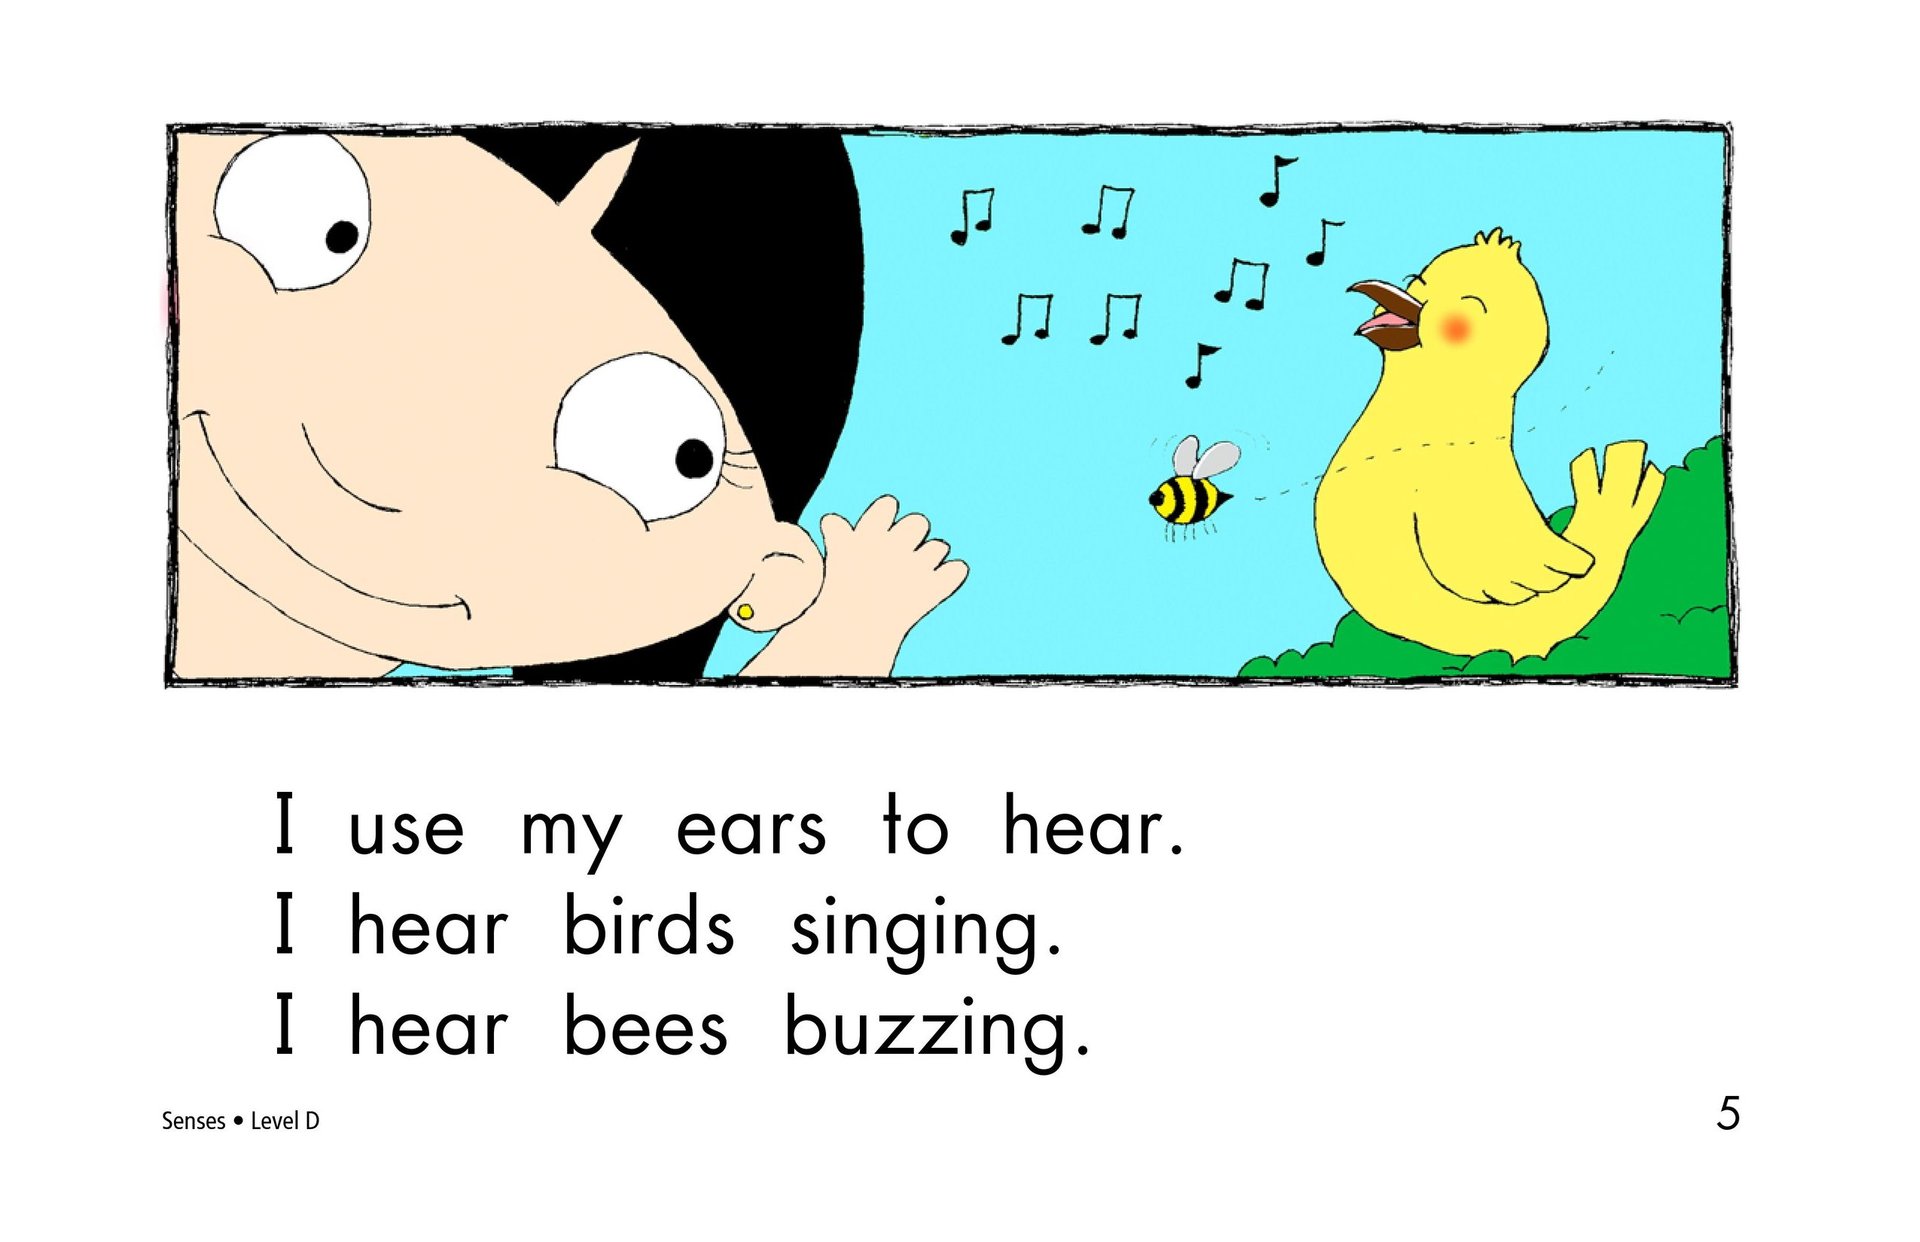 I use my ears to hear.
I hear birds singing.
I hear bees buzzing.
Senses • Level D
5